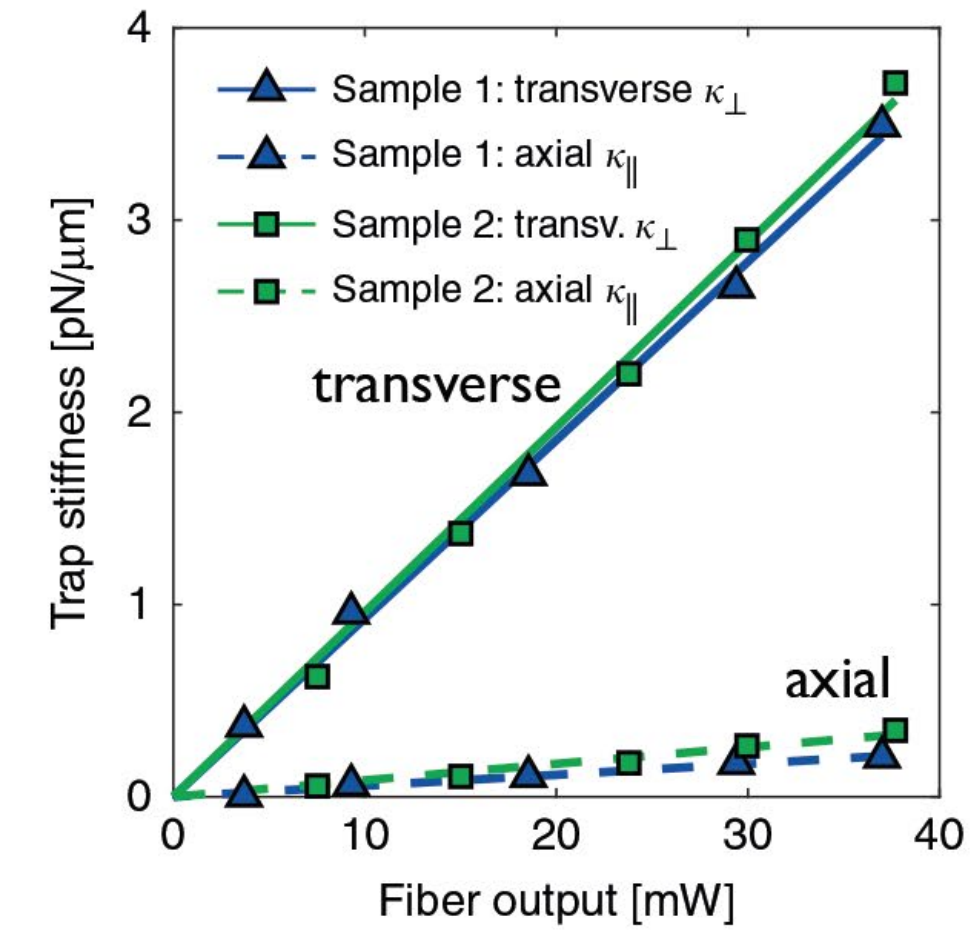 4
3
2
1
0
Trap stiffness [pN/μm]
Sample 1: transverse κ⊥
Sample 1: axial κ∥
Sample 2: transv. κ⊥
Sample 2: axial κ∥
transverse
axial
0 10 20 30 40
Fiber output [mW]